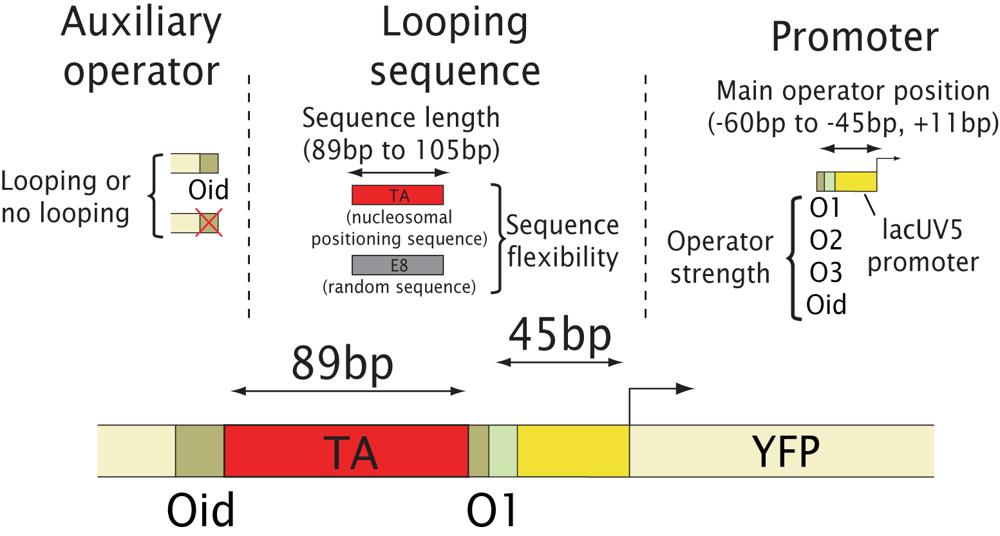 Auxiliary
operator
Looping or
no looping
Oid
Looping
sequence
Sequence length
(89bp to 105bp)
TA
(nucleosomal
positioning sequence)
E8
(random sequence)
Sequence
flexibility
Promoter
Main operator position
(-60bp to -45bp, +11bp)
Operator
strength
O1
O2
O3
Oid
lacUV5
promoter
89bp
45bp
TA
YFP
Oid
O1